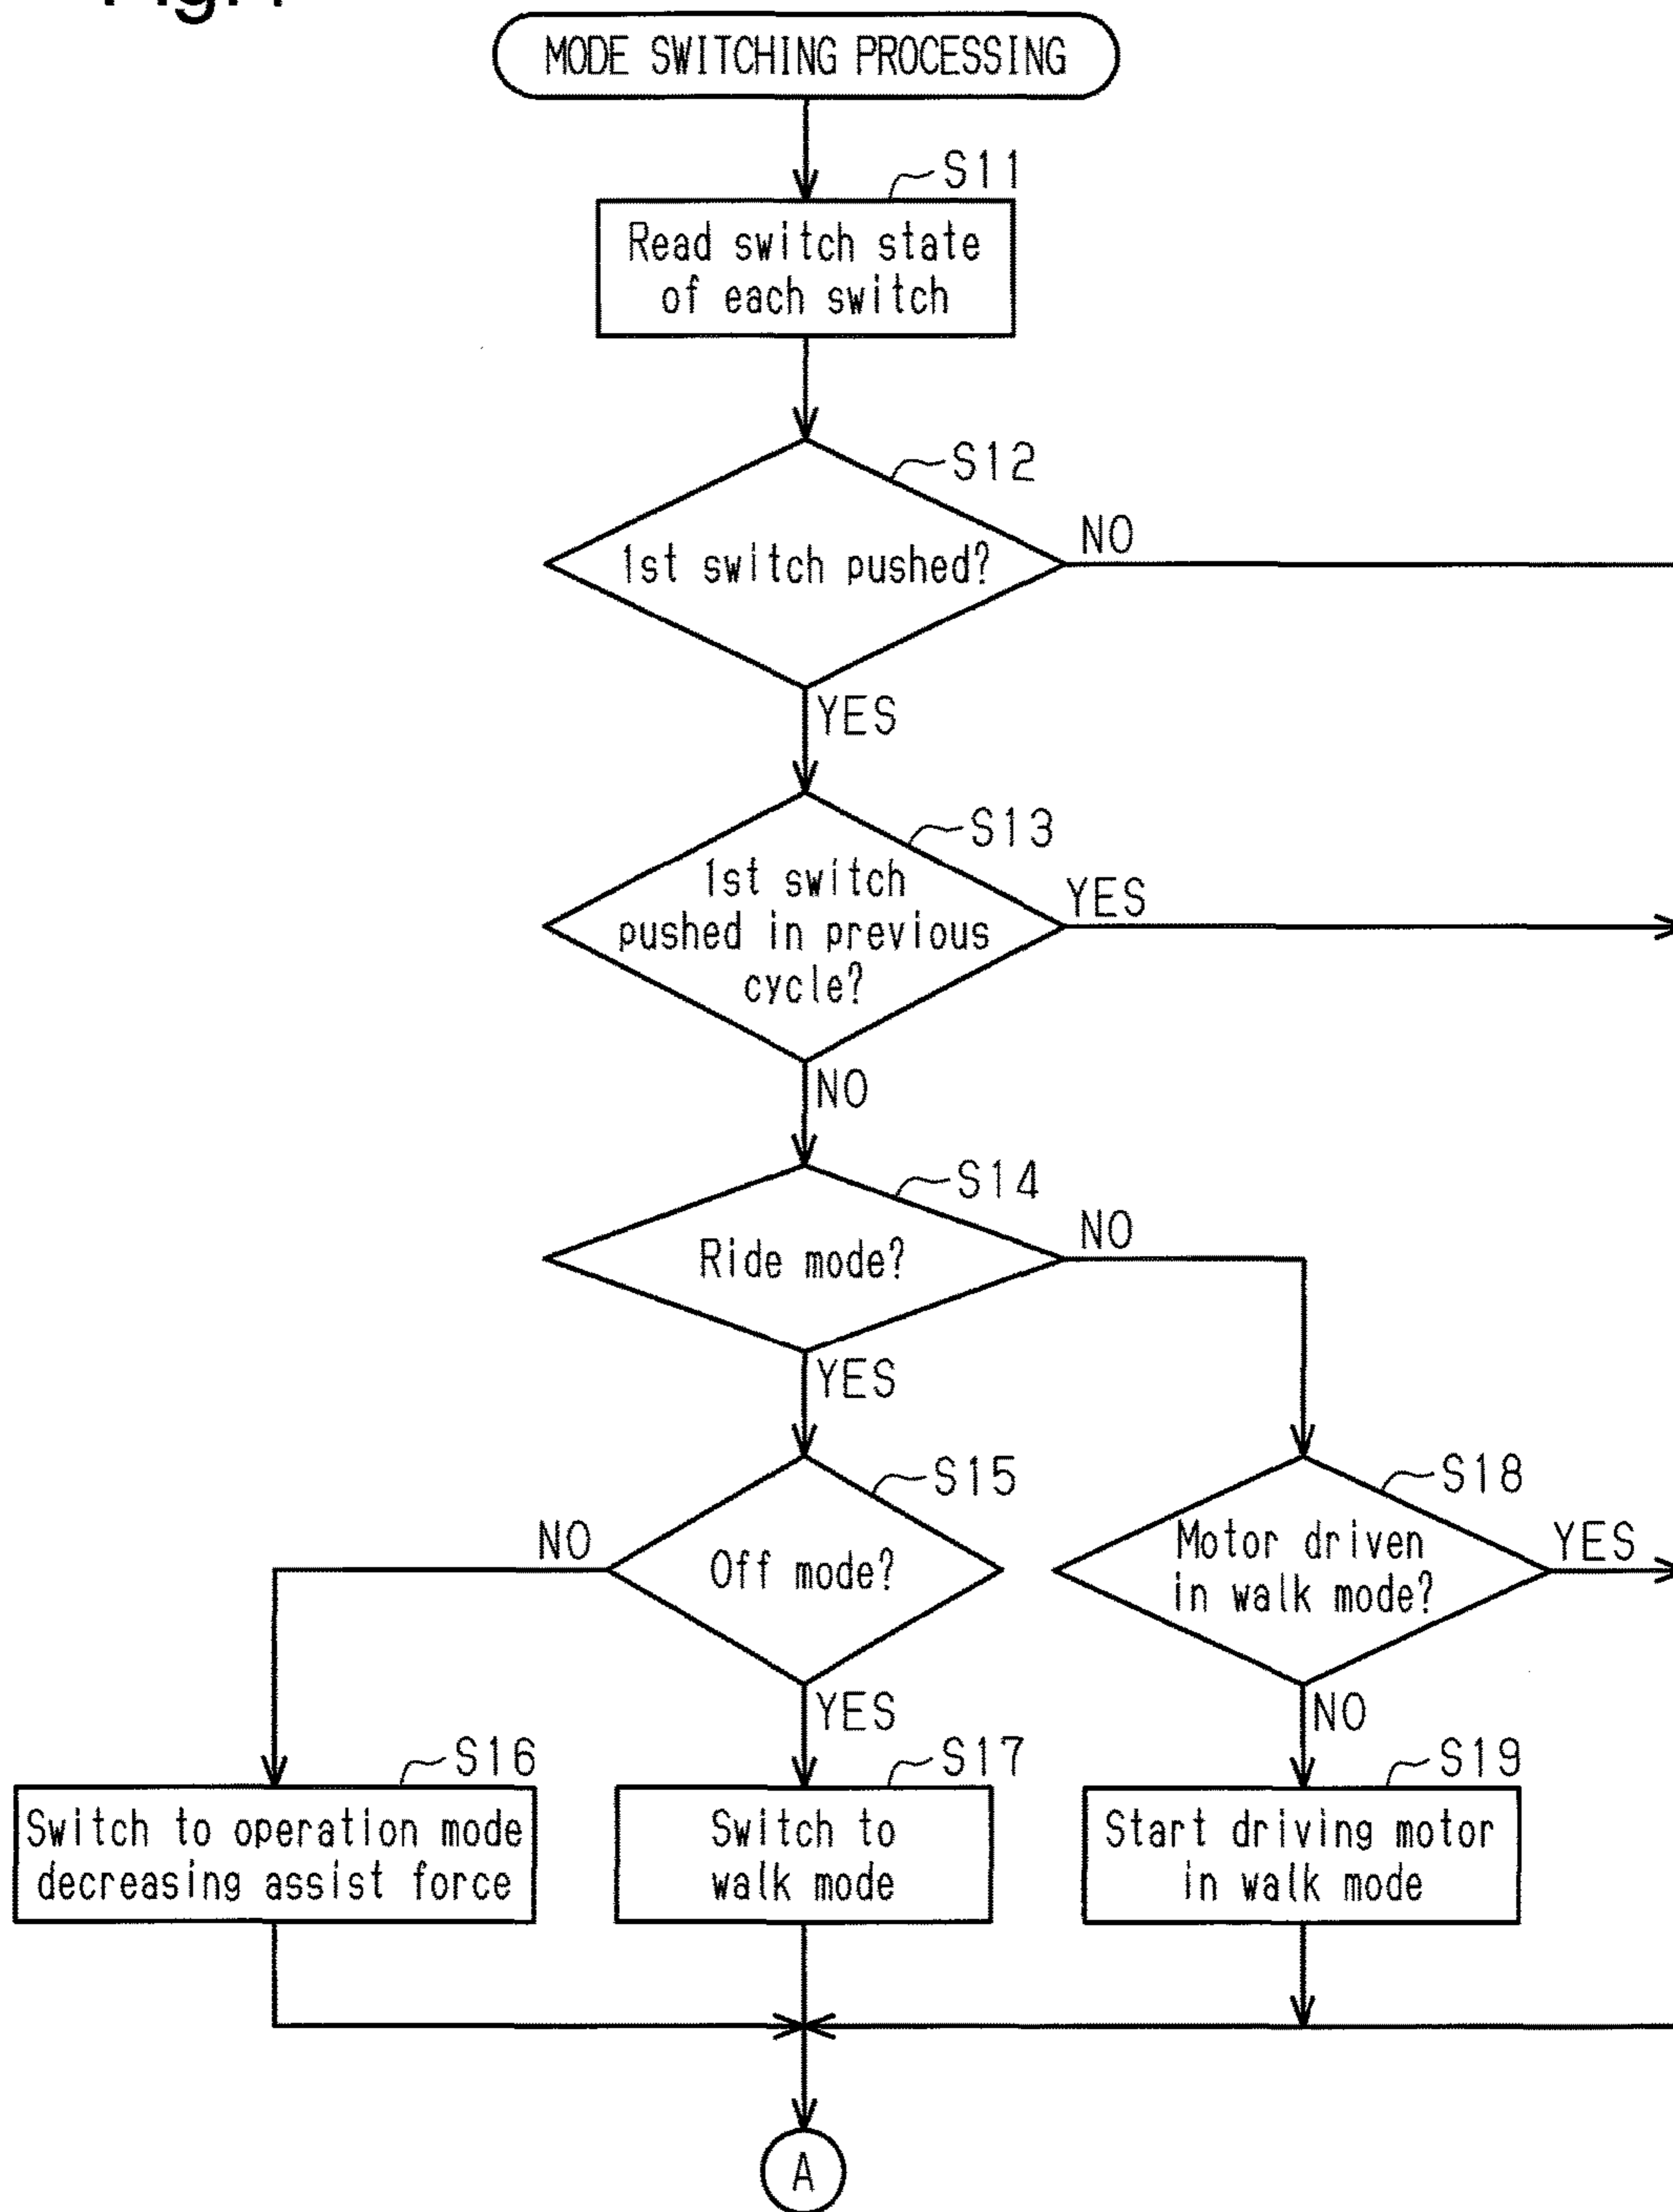 MODE SWITCHING PROCESSING
S11
Read switch state
of each switch
S12
1st switch pushed?
NO
YES
S13
1st switch
pushed in previous
cycle?
YES
NO
S14
Ride mode?
NO
YES
S15
Off mode?
NO
YES
S18
Motor driven
in walk mode?
YES
NO
S16
Switch to operation mode
decreasing assist force
S17
Switch to
walk mode
S19
Start driving motor
in walk mode
A